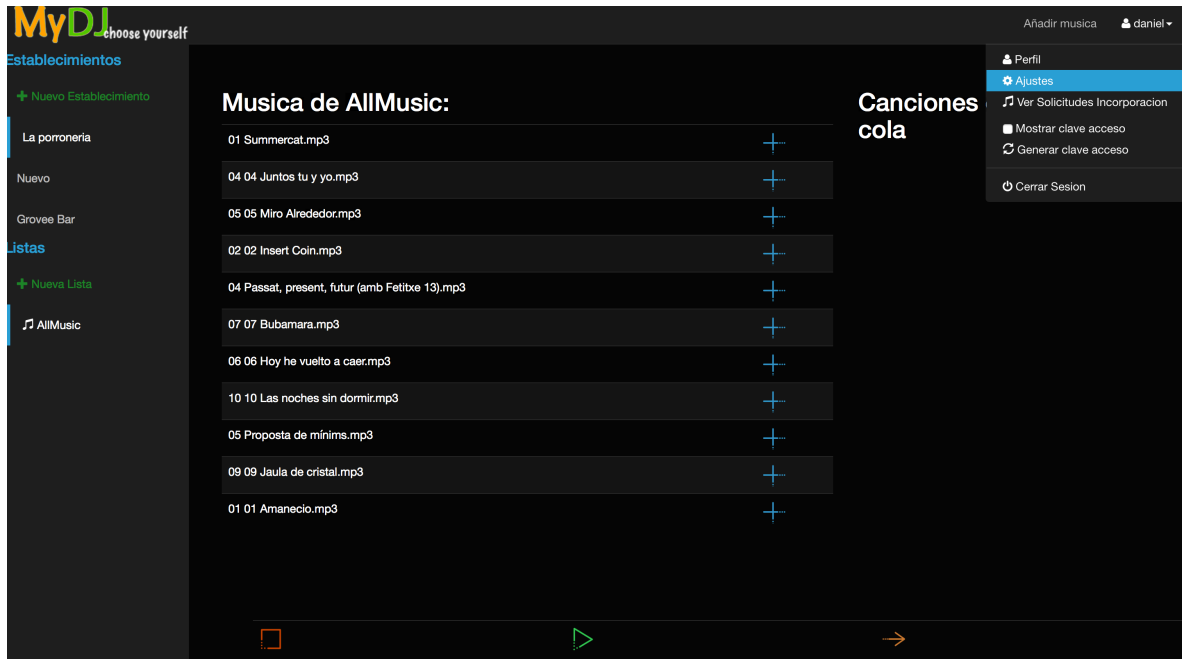 MyDJ choose yourself
Añadir musica
daniel
Perfil
Ajustes
Ver Solicitudes Incorporacion
Mostrar clave acceso
Generar clave acceso
Cerrar Sesion
Establecimientos
Nuevo Establecimiento
La porroneria
Nuevo
Grovee Bar
Listas
Nueva Lista
AllMusic
Musica de AllMusic:
01 Summercat.mp3
04 04 Juntos tu y yo.mp3
05 05 Miro Alrededor.mp3
02 02 Insert Coin.mp3
04 Passat, present, futur (amb Fetitxe 13).mp3
07 07 Bubamara.mp3
06 06 Hoy he vuelto a caer.mp3
10 10 Las noches sin dormir.mp3
05 Proposta de mínims.mp3
09 09 Jaula de cristal.mp3
01 01 Amanecio.mp3
Canciones
cola